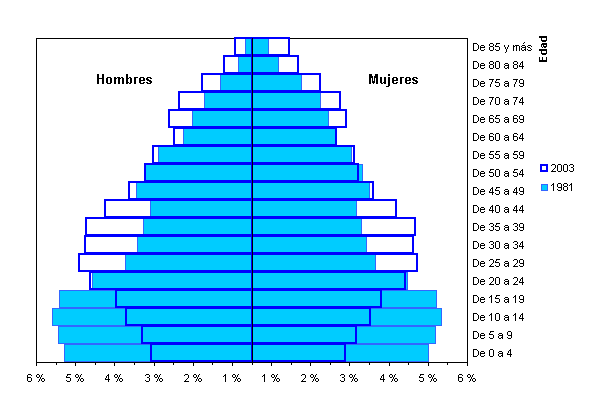 Hombres
Mujeres
Edad
De 85 y más
De 80 a 84
De 75 a 79
De 70 a 74
De 65 a 69
De 60 a 64
De 55 a 59
De 50 a 54
De 45 a 49
De 40 a 44
De 35 a 39
De 30 a 34
De 25 a 29
De 20 a 24
De 15 a 19
De 10 a 14
De 5 a 9
De 0 a 4
2003
1981
6 % 5 % 4 % 3 % 2 % 1 % 1 % 2 % 3 % 4 % 5 % 6 %